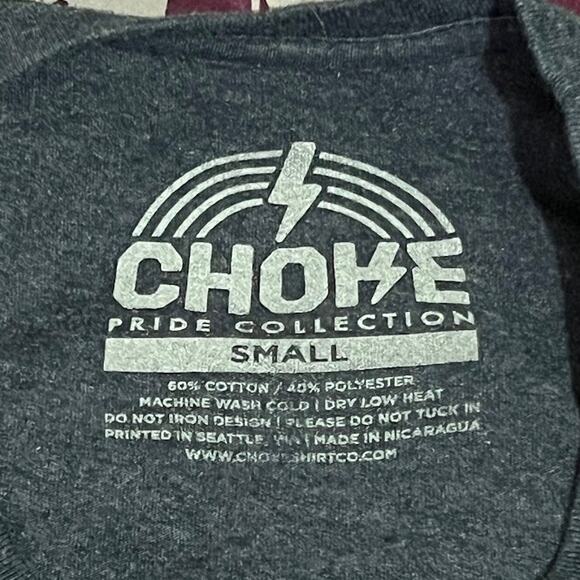 CHOKE
PRIDE COLLECTION
SMALL
60% COTTON / 40% POLYESTER
MACHINE WASH COLD | DRY LOW HEAT
DO NOT IRON DESIGN | PLEASE DO NOT TUCK IN
PRINTED IN SEATTLE, WA | MADE IN NICARAGUA
WWW.CHOKESHIRTCO.COM